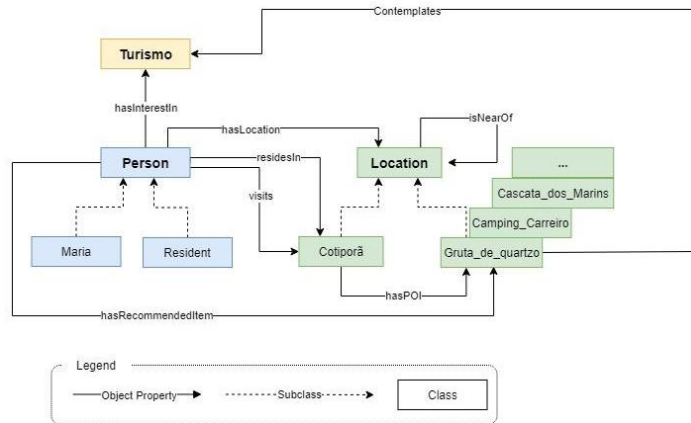 Contemplates
Turismo
hasInterestIn
hasLocation
isNearOf
Person
residesIn
Location
...
visits
Cascata_dos_Marins
Camping_Carreiro
Maria
Resident
Cotiporã
Gruta_de_quartzo
hasPOI
hasRecommendedItem
Legend
Object Property
Subclass
Class